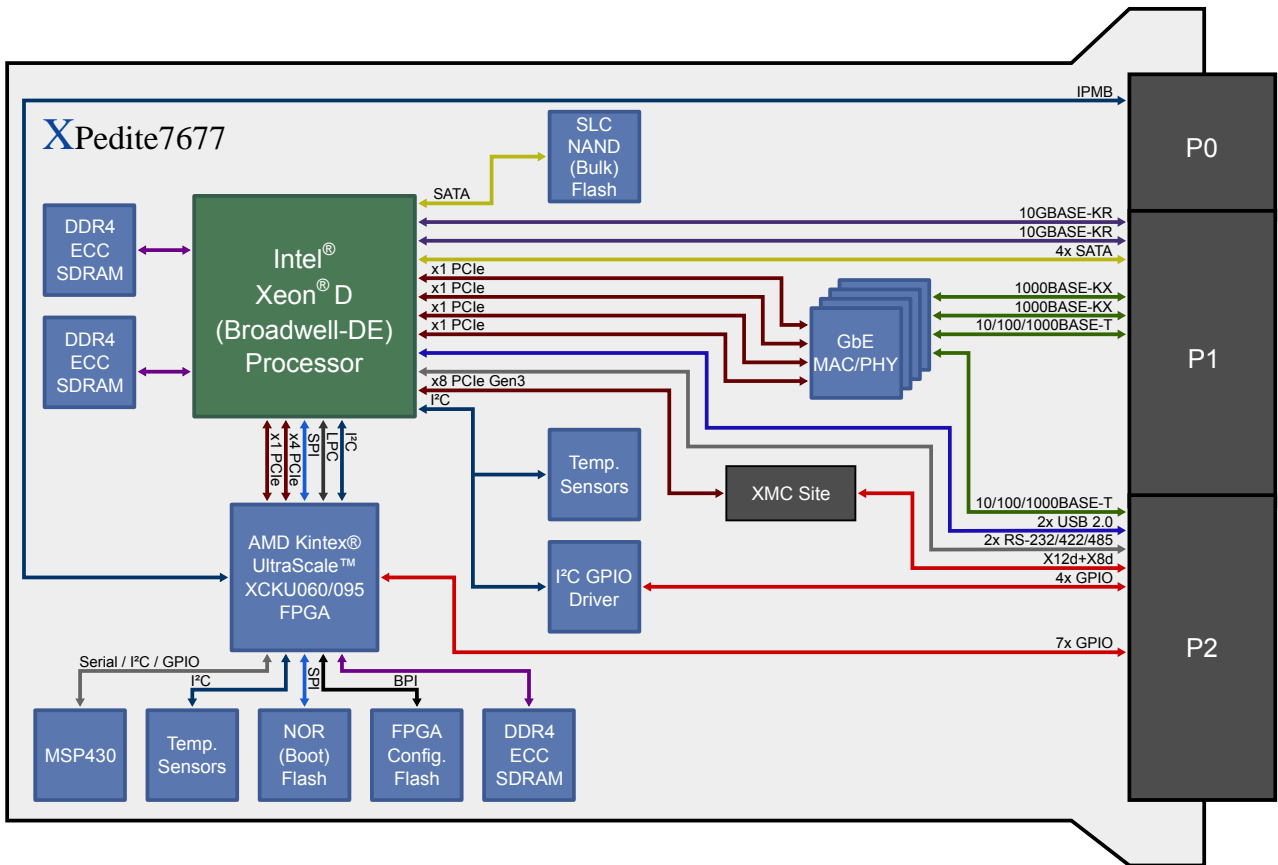 IPMB
XPedite7677
P0
SLC
NAND
(Bulk)
Flash
SATA
DDR4
ECC
SDRAM
Intel®
Xeon® D
(Broadwell-DE)
Processor
10GBASE-KR
10GBASE-KR
4x SATA
x1 PCIe
x1 PCIe
x1 PCIe
x1 PCIe
GbE
MAC/PHY
1000BASE-KX
1000BASE-KX
10/100/1000BASE-T
P1
DDR4
ECC
SDRAM
x8 PCIe Gen3
I²C
x1 PCIe
x4 PCIe
SPI
LPC
I²C
Temp.
Sensors
XMC Site
10/100/1000BASE-T
2x USB 2.0
2x RS-232/422/485
X12d+X8d
4x GPIO
AMD Kintex®
UltraScale™
XCKU060/095
FPGA
I²C GPIO
Driver
7x GPIO
P2
Serial / I²C / GPIO
I²C
SPI
BPI
MSP430
Temp.
Sensors
NOR
(Boot)
Flash
FPGA
Config.
Flash
DDR4
ECC
SDRAM